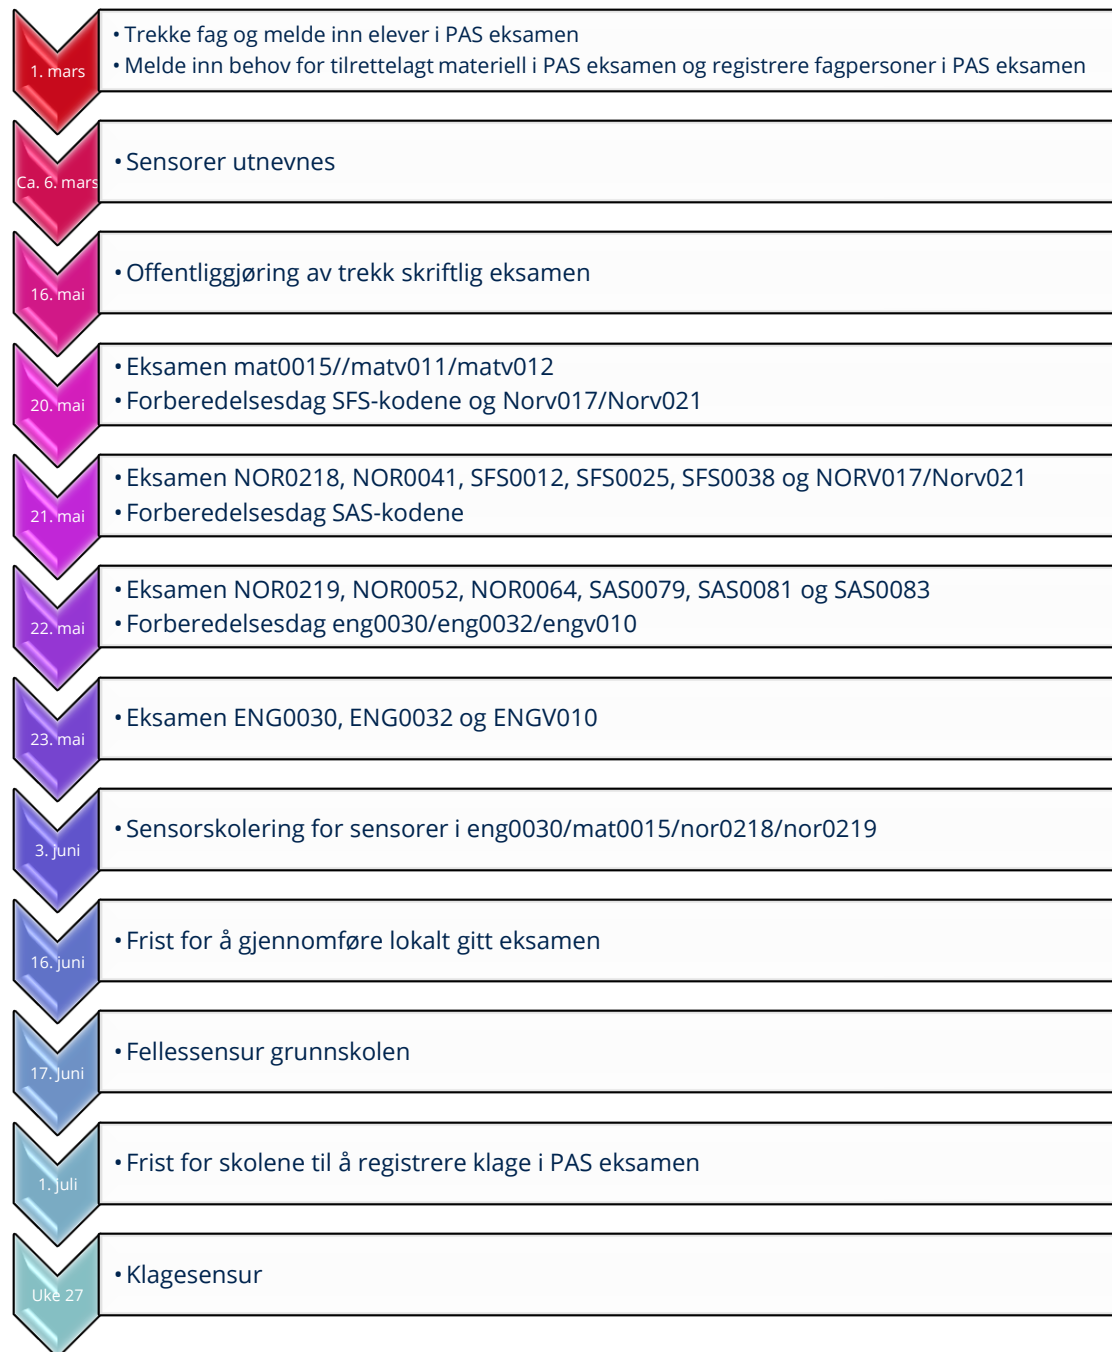 1. mars
• Trekke fag og melde inn elever i PAS eksamen
• Melde inn behov for tilrettelagt materiell i PAS eksamen og registrere fagpersoner i PAS eksamen
Ca. 6. mars
• Sensorer utnevnes
16. mai
• Offentliggjøring av trekk skriftlig eksamen
20. mai
• Eksamen mat0015//matv011/matv012
• Forberedelsesdag SFS-kodene og Norv017/Norv021
21. mai
• Eksamen NOR0218, NOR0041, SFS0012, SFS0025, SFS0038 og NORV017/Norv021
• Forberedelsesdag SAS-kodene
22. mai
• Eksamen NOR0219, NOR0052, NOR0064, SAS0079, SAS0081 og SAS0083
• Forberedelsesdag eng0030/eng0032/engv010
23. mai
• Eksamen ENG0030, ENG0032 og ENGV010
3. juni
• Sensorskolering for sensorer i eng0030/mat0015/nor0218/nor0219
16. juni
• Frist for å gjennomføre lokalt gitt eksamen
17. Juni
• Fellessensur grunnskolen
1. juli
• Frist for skolene til å registrere klage i PAS eksamen
Uke 27
• Klagesensur